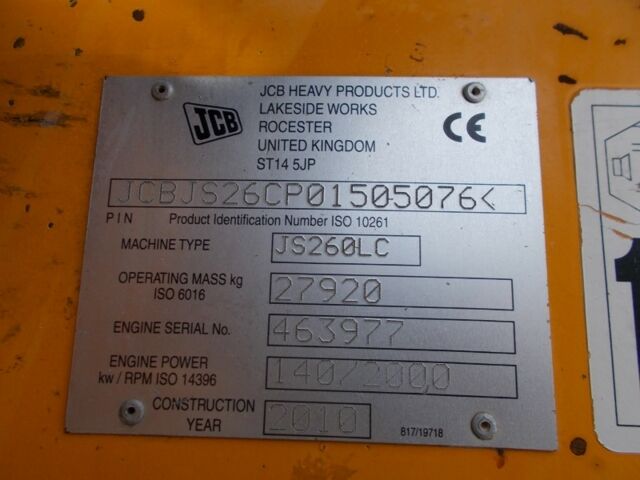 JCB
JCB HEAVY PRODUCTS LTD.
LAKESIDE WORKS
ROCESTER
UNITED KINGDOM
ST14 5JP
CE
JCBJS26CP01505076<
PIN Product Identification Number ISO 10261
MACHINE TYPE JS260LC
OPERATING MASS kg
ISO 6016
27920
ENGINE SERIAL No. 463977
ENGINE POWER
kw / RPM ISO 14396
140/2000
CONSTRUCTION
YEAR
2010
817/19718